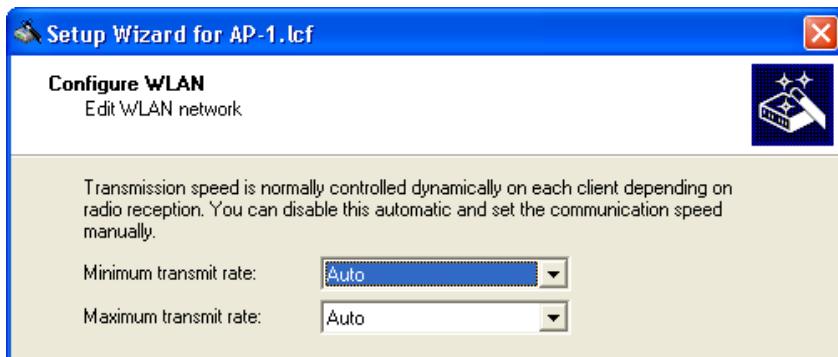 Setup Wizard for AP-1.lcf
Configure WLAN
Edit WLAN network
Transmission speed is normally controlled dynamically on each client depending on
radio reception. You can disable this automatic and set the communication speed
manually.
Minimum transmit rate: Auto
Maximum transmit rate: Auto